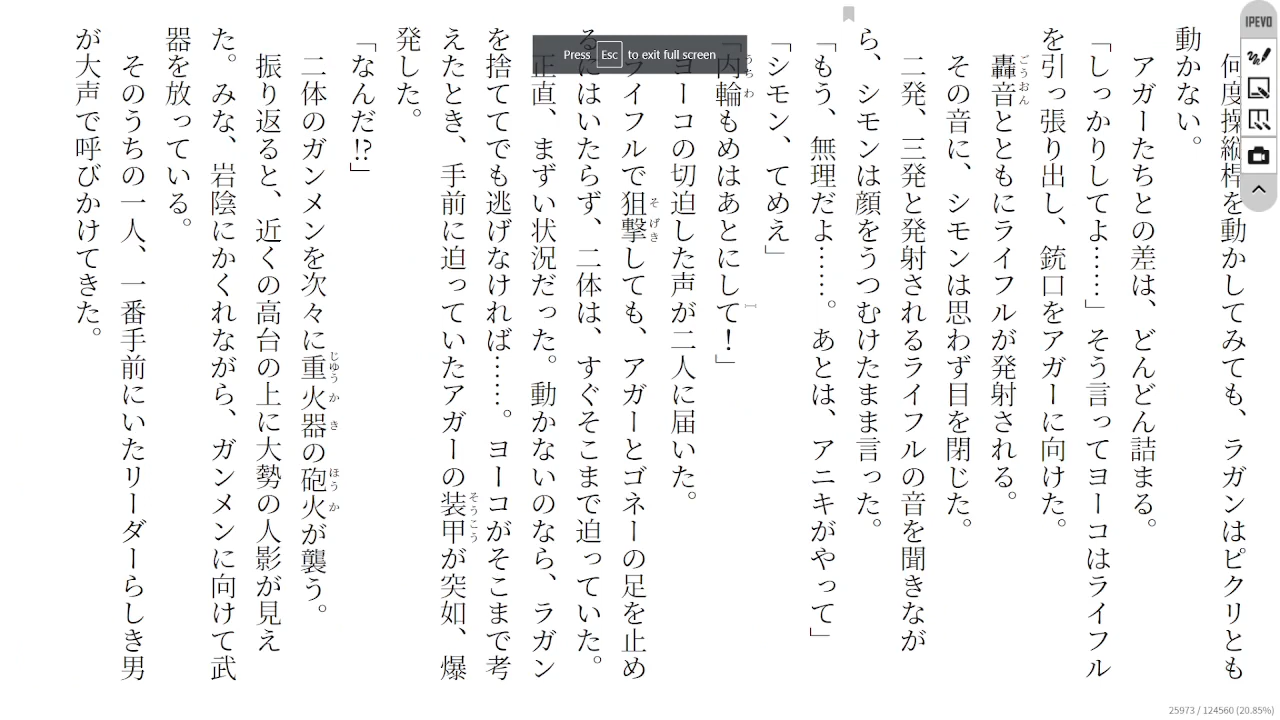 何度操縦桿を動かしてみても、ラガンはピクリとも
動かない。
アガーたちとの差は、どんどん詰まる。
「しっかりしてよ……」そう言ってヨーコはライフル
を引っ張り出し、銃口をアガーに向けた。
轟音とともにライフルが発射される。
ごうおん
その音に、シモンは思わず目を閉じた。
二発、三発と発射されるライフルの音を聞きなが
ら、シモンは顔をうつむけたまま言った。
「もう、無理だよ……。あとは、アニキがやって」
「シモン、てめえ」
「内輪もめはあとにして！」
うちわ
ヨーコの切迫した声が二人に届いた。
ライフルで狙撃しても、アガーとゴネーの足を止め
そげき
るにはいたらず、二体は、すぐそこまで迫っていた。
正直、まずい状況だった。動かないのなら、ラガン
を捨ててでも逃げなければ……。ヨーコがそこまで考
えたとき、手前に迫っていたアガーの装甲が突如、爆
そうこう
発した。
「なんだ!?」
二体のガンメンを次々に重火器の砲火が襲う。
じゆうかき
ほうか
振り返ると、近くの高台の上に大勢の人影が見え
た。みな、岩陰にかくれながら、ガンメンに向けて武
器を放っている。
そのうちの一人、一番手前にいたリーダーらしき男
が大声で呼びかけてきた。
Press Esc to exit full screen
IPEVO
25973 / 124560 (20.85%)